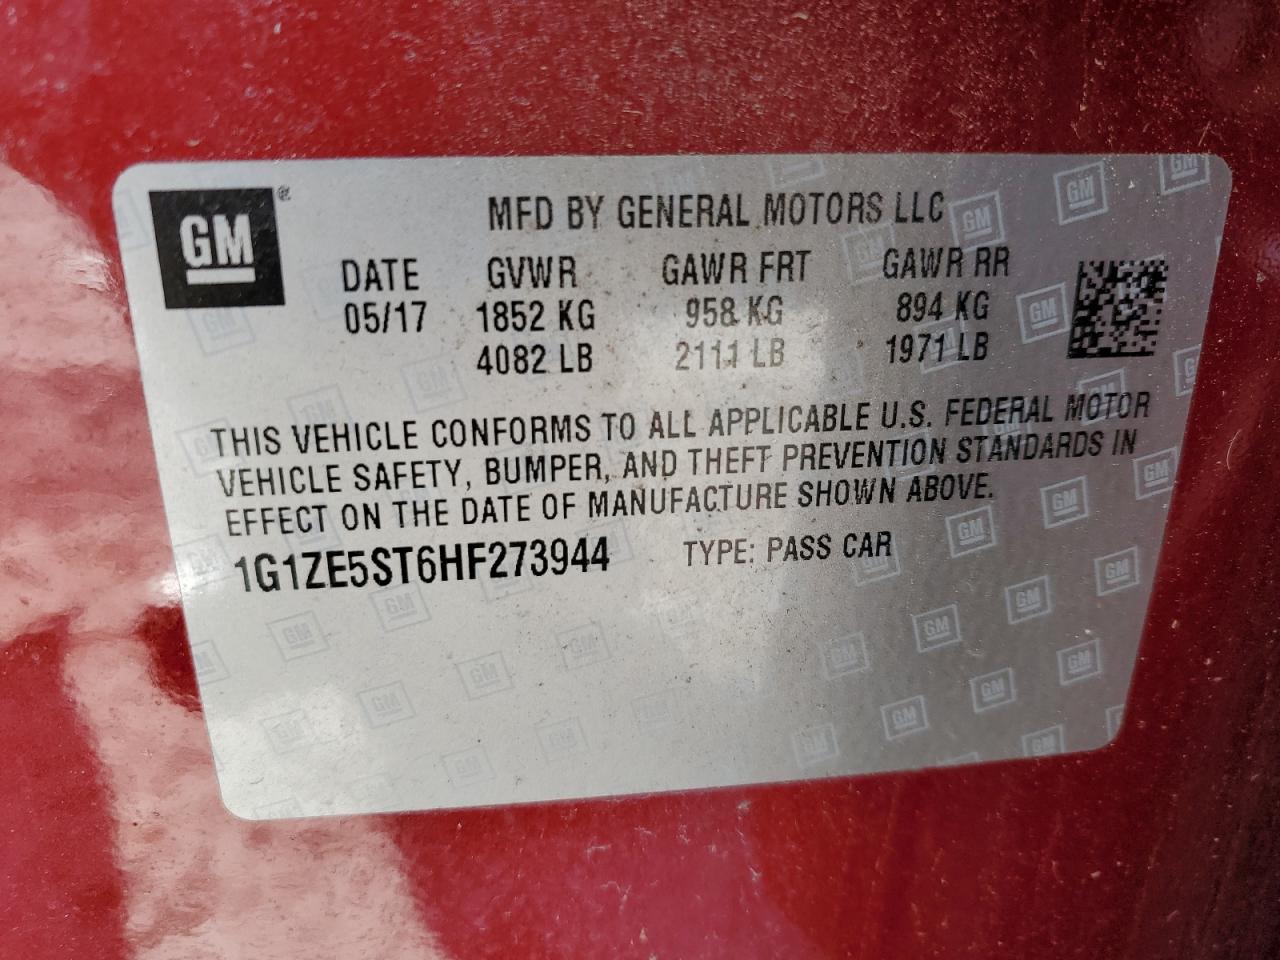 GM®
MFD BY GENERAL MOTORS LLC
DATE GVWR GAWR FRT GAWR RR
05/17 1852 KG 958 KG 894 KG
4082 LB 2111 LB 1971 LB
THIS VEHICLE CONFORMS TO ALL APPLICABLE U.S. FEDERAL MOTOR
VEHICLE SAFETY, BUMPER, AND THEFT PREVENTION STANDARDS IN
EFFECT ON THE DATE OF MANUFACTURE SHOWN ABOVE.
1G1ZE5ST6HF273944 TYPE: PASS CAR